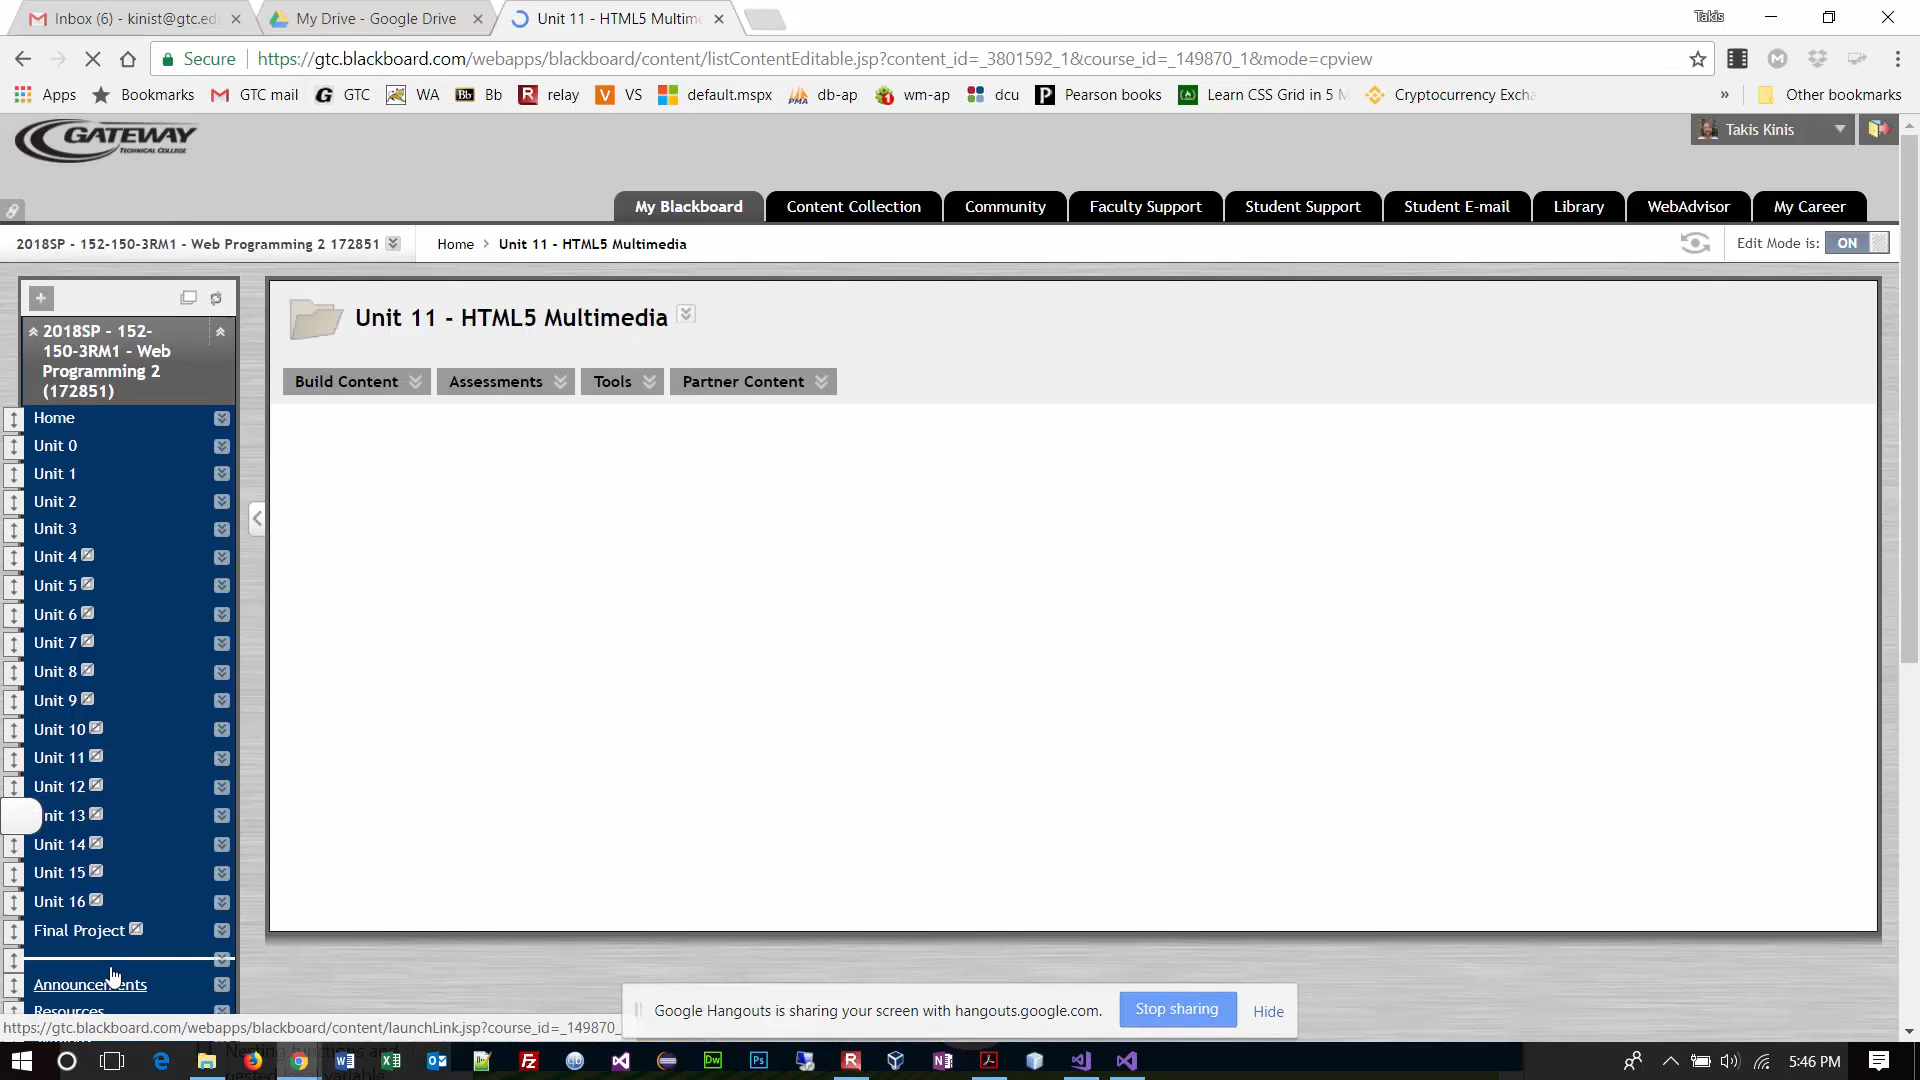 Inbox (6) - kinist@gtc.ed
My Drive - Google Drive
Unit 11 - HTML5 Multim
Takis
Secure
https://gtc.blackboard.com/webapps/blackboard/content/listContentEditable.jsp?content_id=_3801592_1&course_id=_149870_1&mode=cpview
Apps
Bookmarks
GTC mail
GTC
WA
Bb
relay
VS
default.mspx
db-ap
wm-ap
dcu
Pearson books
Learn CSS Grid in 5 M
Cryptocurrency Excha
»
Other bookmarks
GATEWAY
TECHNICAL COLLEGE
Takis Kinis
My Blackboard
Content Collection
Community
Faculty Support
Student Support
Student E-mail
Library
WebAdvisor
My Career
2018SP - 152-150-3RM1 - Web Programming 2 172851
Home
Unit 11 - HTML5 Multimedia
Edit Mode is:
ON
2018SP - 152-
150-3RM1 - Web
Programming 2
(172851)
Unit 11 - HTML5 Multimedia
Build Content
Assessments
Tools
Partner Content
Home
Unit 0
Unit 1
Unit 2
Unit 3
Unit 4
Unit 5
Unit 6
Unit 7
Unit 8
Unit 9
Unit 10
Unit 11
Unit 12
nit 13
Unit 14
Unit 15
Unit 16
Final Project
Announcements
Resources
Google Hangouts is sharing your screen with hangouts.google.com.
Stop sharing
Hide
https://gtc.blackboard.com/webapps/blackboard/content/launchLink.jsp?course_id=_149870_
Nesting functions and
nested
variable
5:46 PM